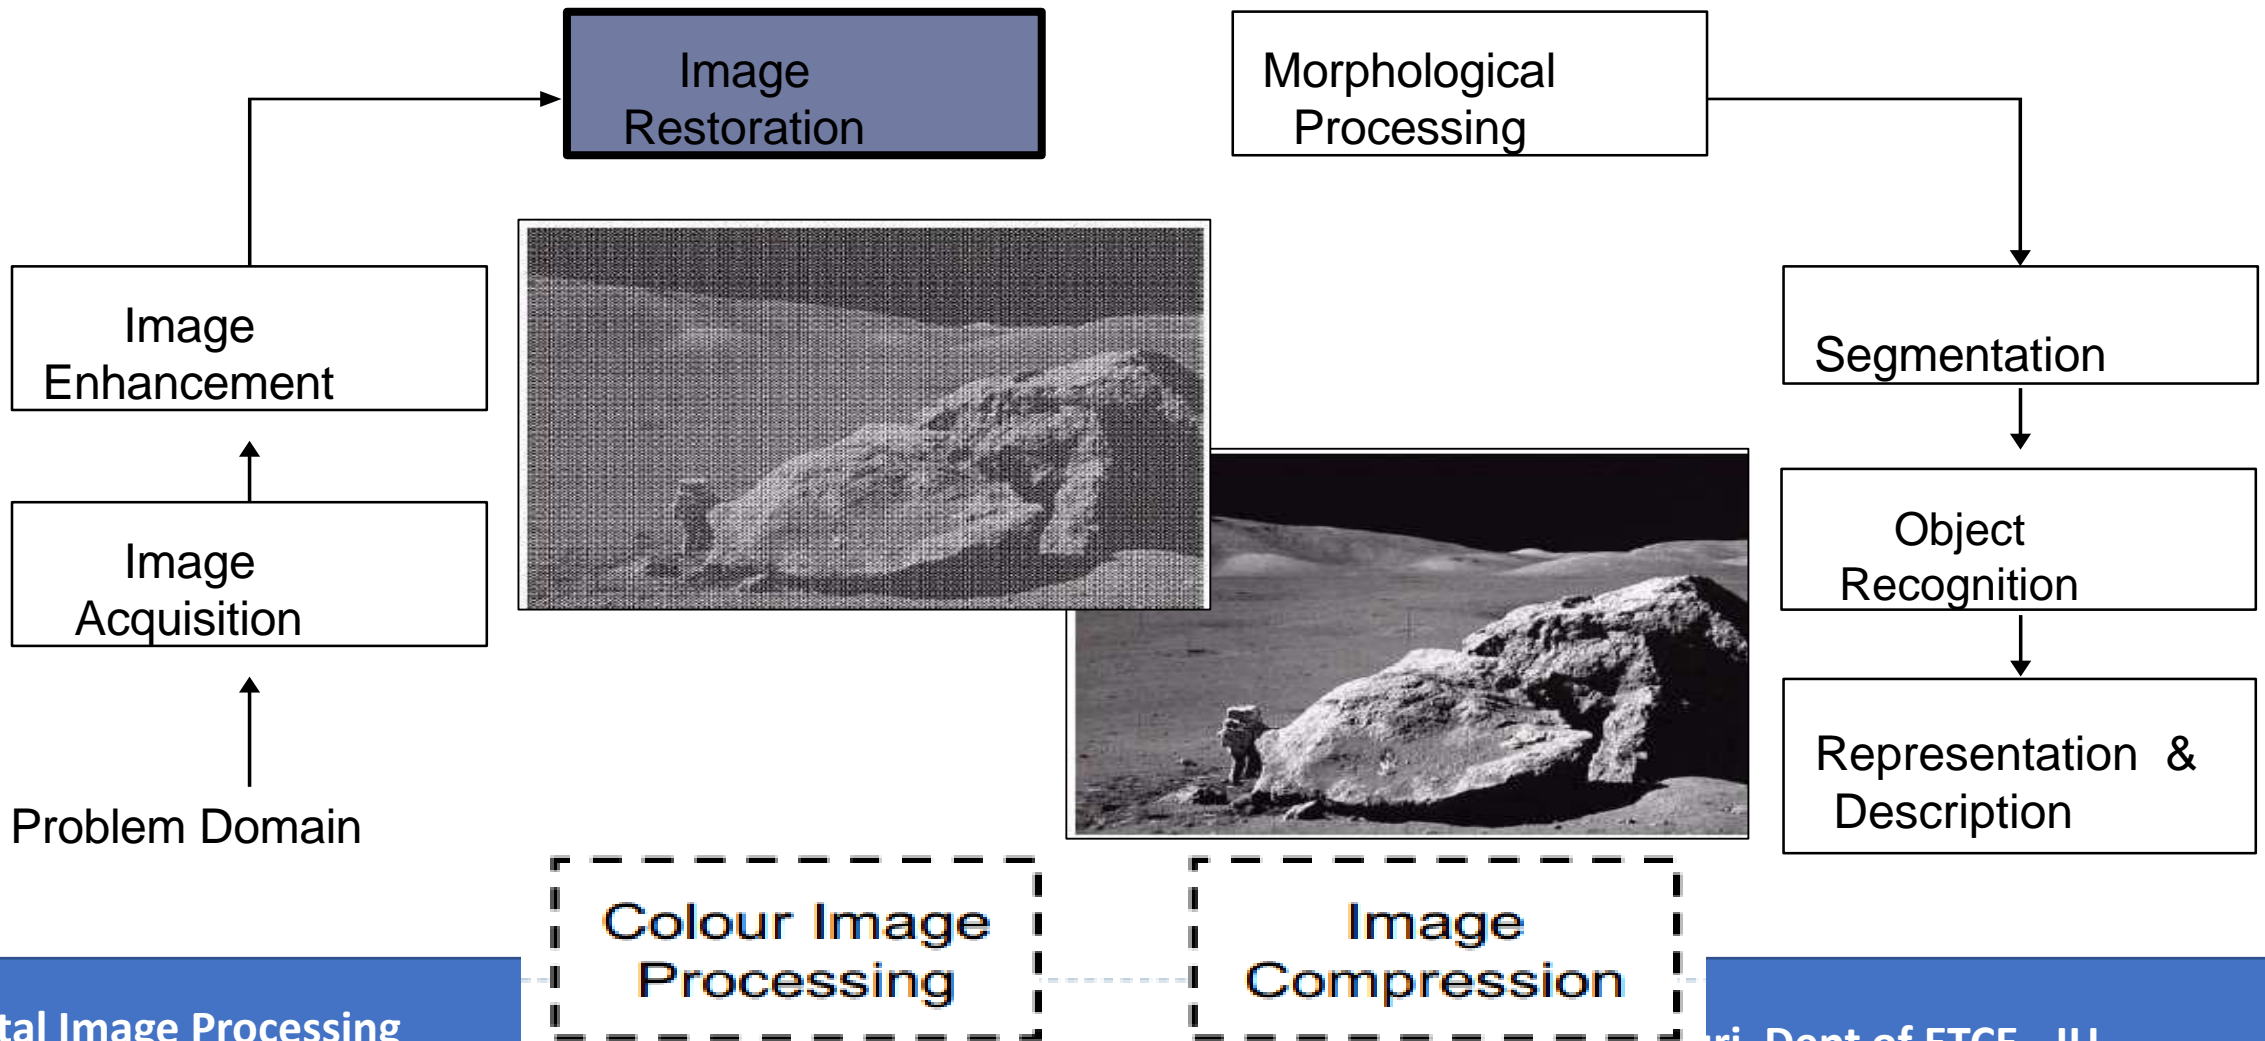 Image
Restoration
Morphological
Processing
Image
Enhancement
Segmentation
Image
Acquisition
Object
Recognition
Problem Domain
Representation &
Description
Colour Image
Processing
Image
Compression
Image Processing
Dept of ETCE, JU